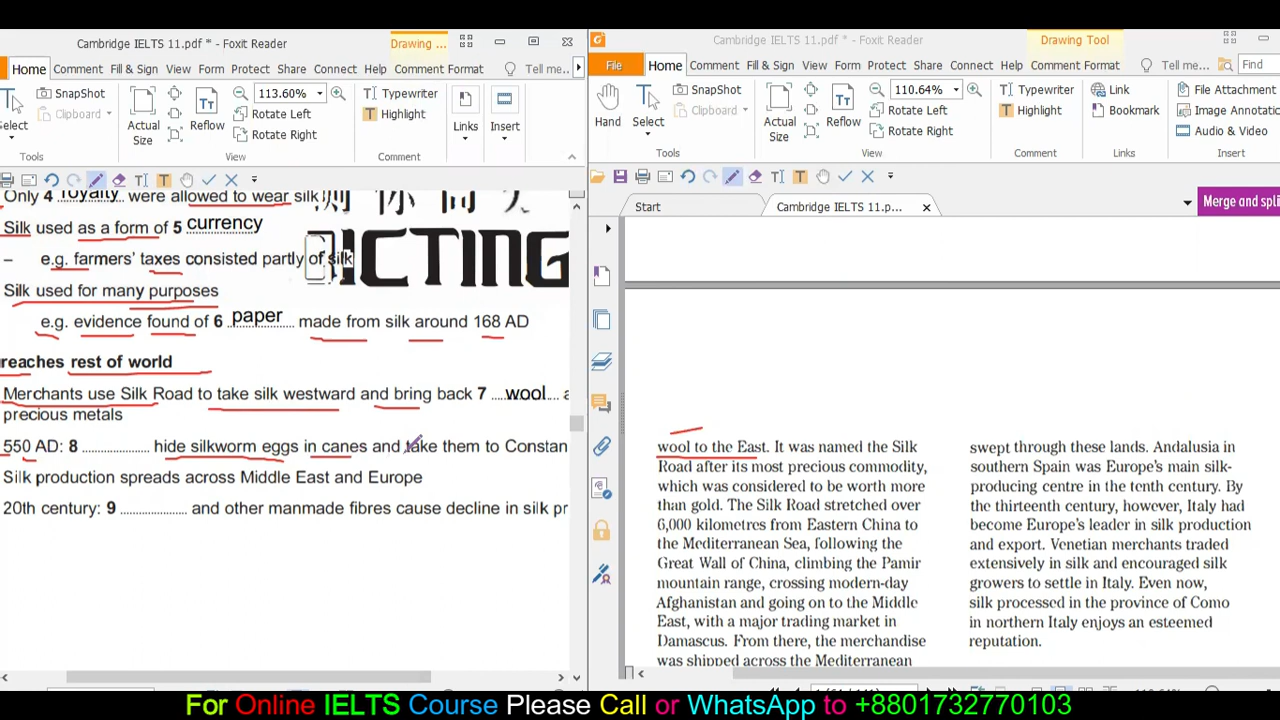 Cambridge IELTS 11.pdf * - Foxit Reader
Drawing ...
Home Comment Fill & Sign View Form Protect Share Connect Help Comment Format Tell me...
SnapShot
Clipboard
Select
Actual Size
Reflow
113.60%
Rotate Left
Rotate Right
Typewriter
Highlight
Links
Insert
Tools View Comment
Only 4 royalty were allowed to wear silk
Silk used as a form of 5 currency
– e.g. farmers' taxes consisted partly of silk
ICTING
Silk used for many purposes
e.g. evidence found of 6 paper made from silk around 168 AD
reaches rest of world
Merchants use Silk Road to take silk westward and bring back 7 ....wool.... a
precious metals
550 AD: 8 .................... hide silkworm eggs in canes and take them to Constan
Silk production spreads across Middle East and Europe
20th century: 9 .................... and other manmade fibres cause decline in silk pr
Cambridge IELTS 11.pdf * - Foxit Reader
Drawing Tool
File Home Comment Fill & Sign View Form Protect Share Connect Help Comment Format Tell me... Find
Hand
Select
SnapShot
Clipboard
Actual Size
Reflow
110.64%
Rotate Left
Rotate Right
Typewriter
Highlight
Link
Bookmark
File Attachment
Image Annotatio
Audio & Video
Tools View Comment Links Insert
Start
Cambridge IELTS 11.p...
Merge and spli
wool to the East. It was named the Silk
Road after its most precious commodity,
which was considered to be worth more
than gold. The Silk Road stretched over
6,000 kilometres from Eastern China to
the Mediterranean Sea, following the
Great Wall of China, climbing the Pamir
mountain range, crossing modern-day
Afghanistan and going on to the Middle
East, with a major trading market in
Damascus. From there, the merchandise
was shipped across the Mediterranean
swept through these lands. Andalusia in
southern Spain was Europe's main silk-
producing centre in the tenth century. By
the thirteenth century, however, Italy had
become Europe's leader in silk production
and export. Venetian merchants traded
extensively in silk and encouraged silk
growers to settle in Italy. Even now,
silk processed in the province of Como
in northern Italy enjoys an esteemed
reputation.
For Online IELTS Course Please Call or WhatsApp to +8801732770103